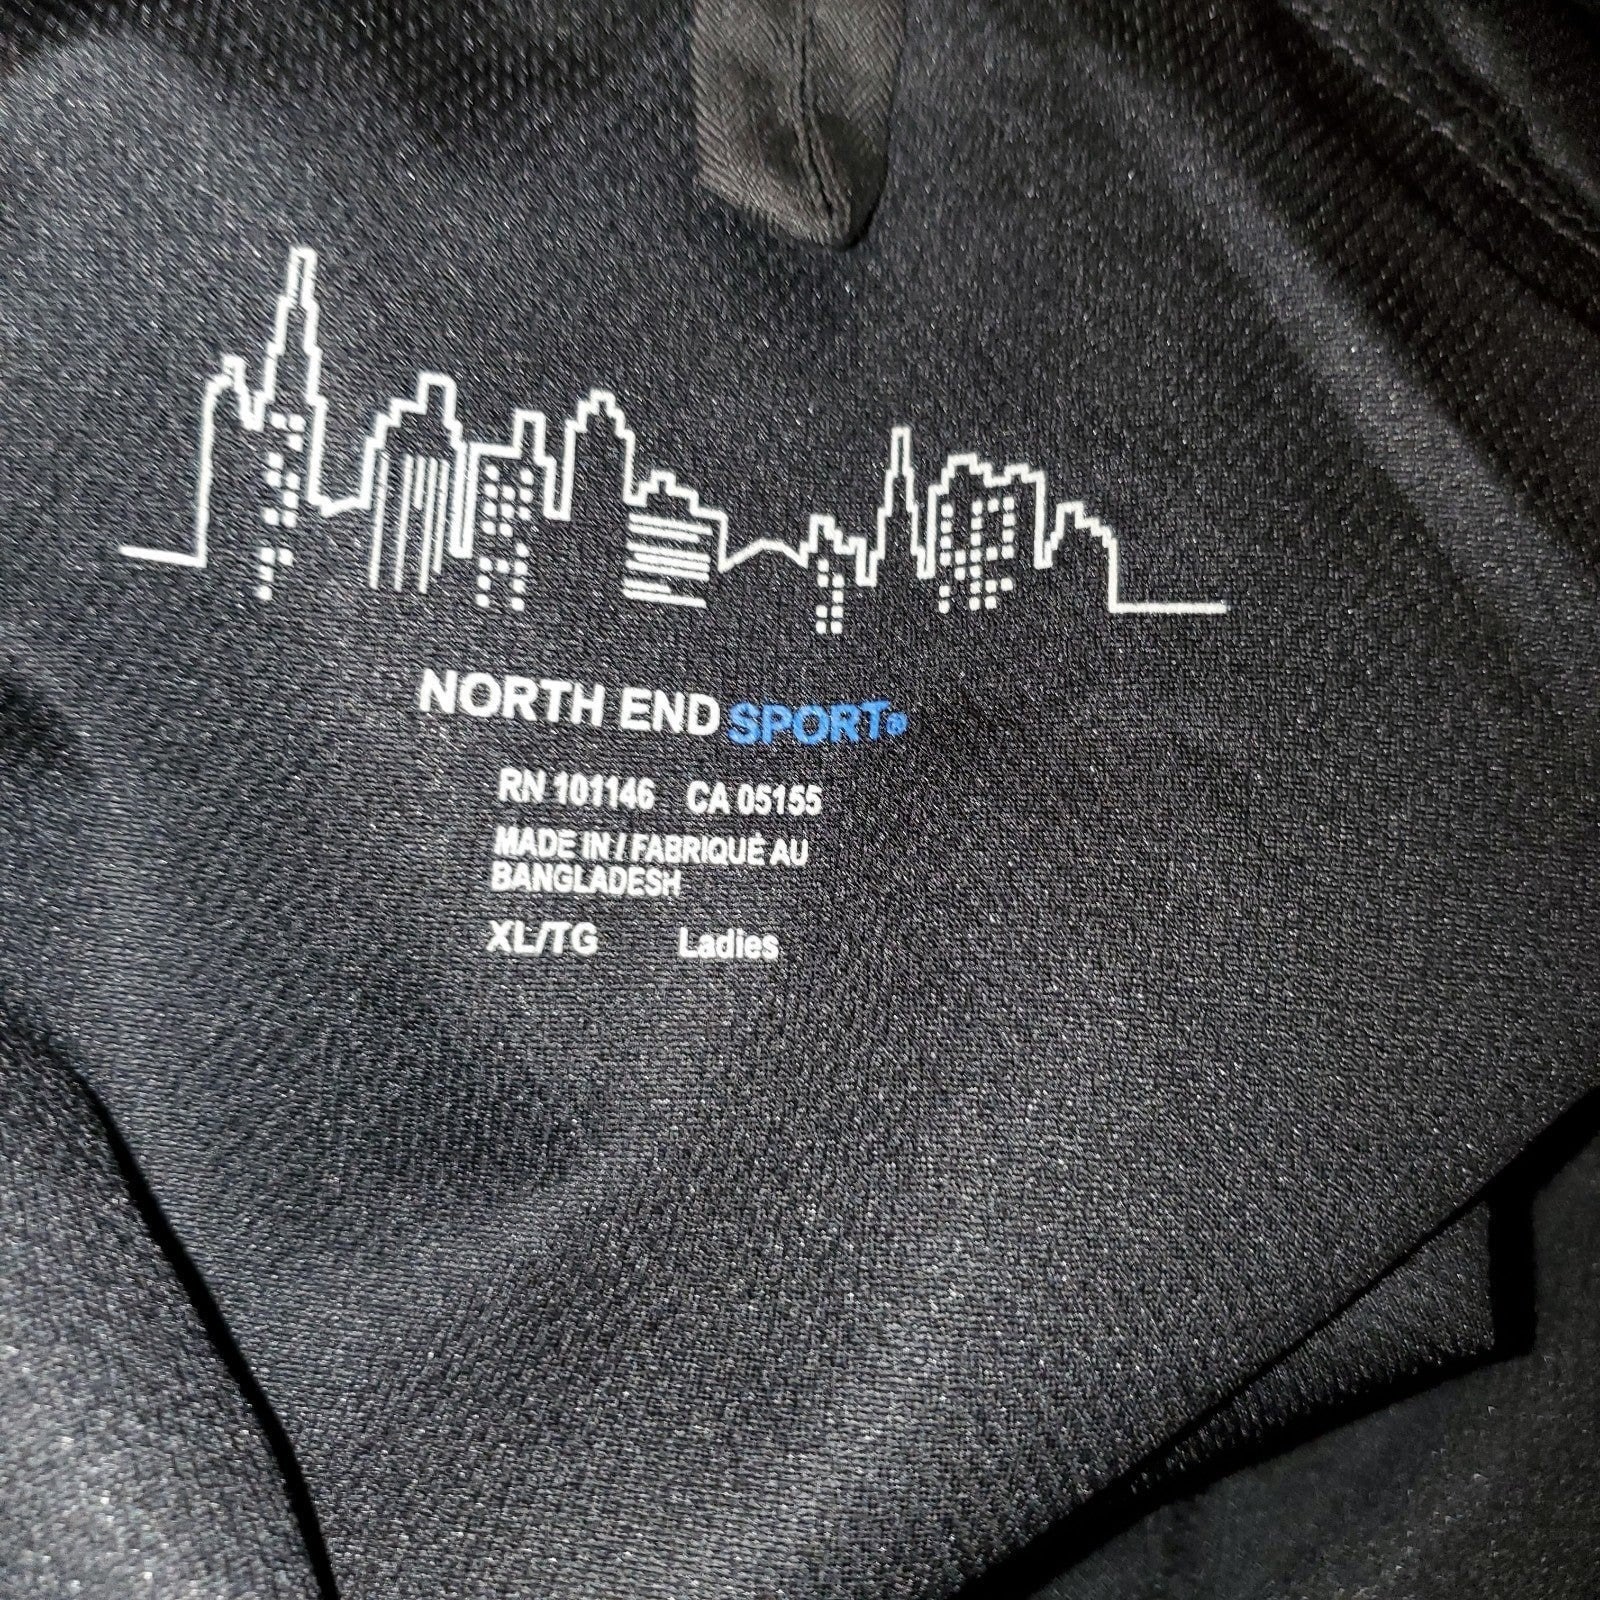 NORTH END SPORT®
RN 101146 CA 05155
MADE IN / FABRIQUÉ AU
BANGLADESH
XL/TG Ladies